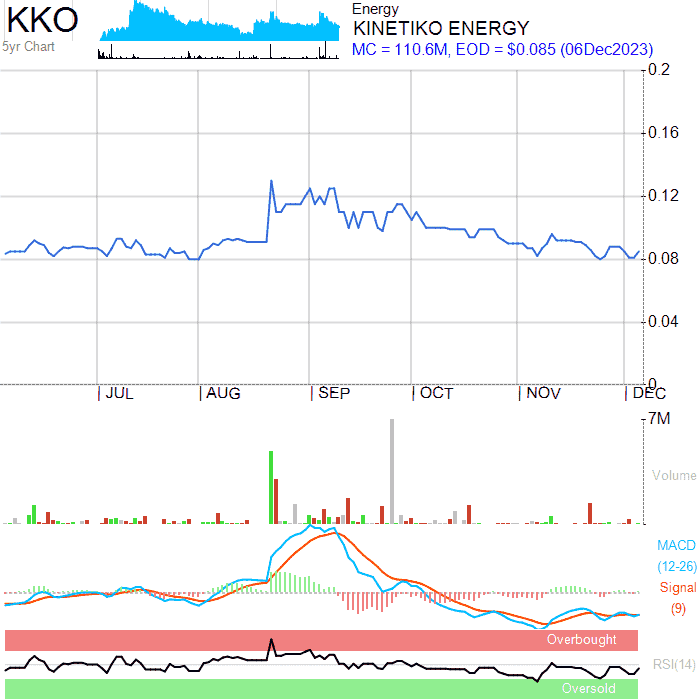 KKO
5yr Chart
Energy
KINETIKO ENERGY
MC = 110.6M, EOD = $0.085 (06Dec2023)
0.2
0.16
0.12
0.08
0.04
0
JUL AUG SEP OCT NOV DEC
7M
Volume
MACD
(12-26)
Signal
(9)
Overbought
RSI(14)
Oversold